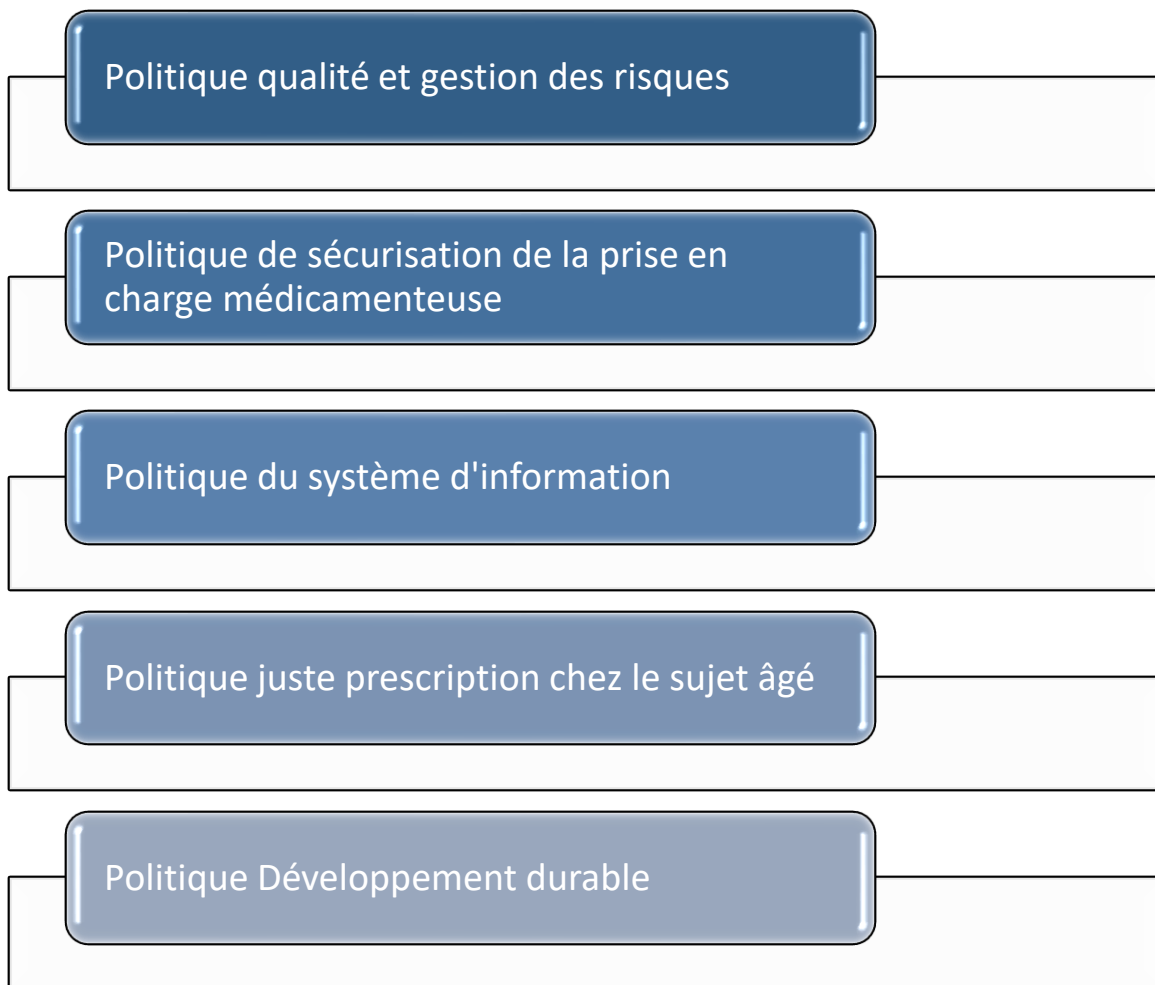 Politique qualité et gestion des risques
Politique de sécurisation de la prise en
charge médicamenteuse
Politique du système d'information
Politique juste prescription chez le sujet âgé
Politique Développement durable